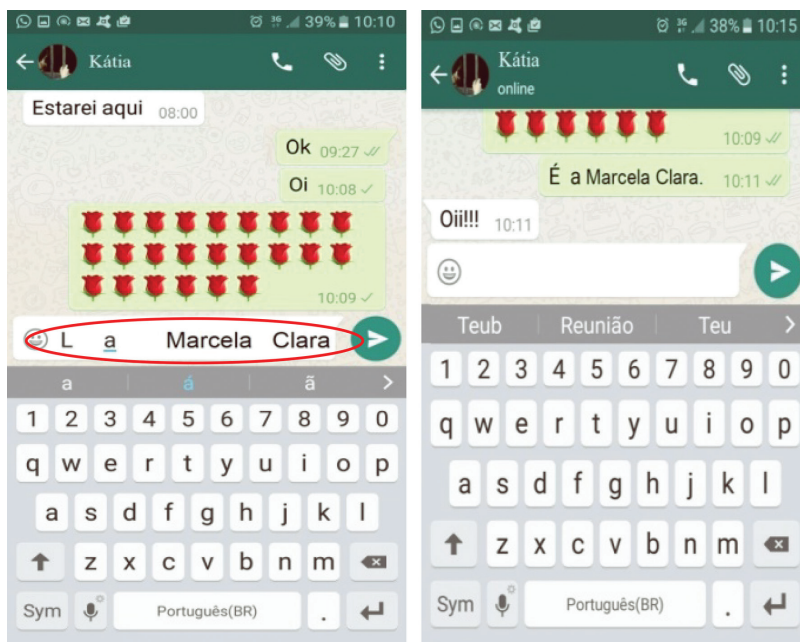 39% 10:10
Kátia
Estarei aqui 08:00
Ok 09:27
Oi 10:08
10:09
L a Marcela Clara
a á ã
1 2 3 4 5 6 7 8 9 0
q w e r t y u i o p
a s d f g h j k l
z x c v b n m
Sym Português(BR) .
3G 38% 10:15
Kátia
online
10:09
É a Marcela Clara. 10:11
Oii!!! 10:11
Teub Reunião Teu
1 2 3 4 5 6 7 8 9 0
q w e r t y u i o p
a s d f g h j k l
z x c v b n m
Sym Português(BR) .